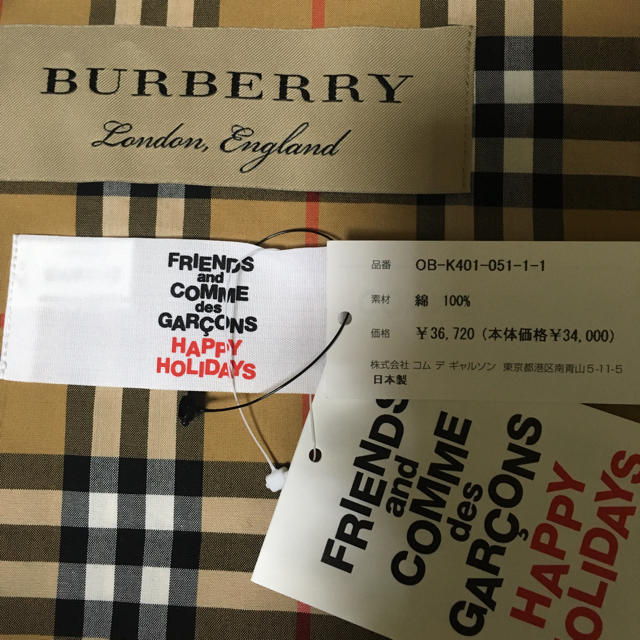 BURBERRY
London, England
FRIENDS
and
COMME
des
GARÇONS
HAPPY
HOLIDAYS
品番 OB-K401-051-1-1
素材 綿 100%
価格 ￥36,720（本体価格￥34,000）
株式会社 コム デ ギャルソン 東京都港区南青山5-11-5
日本製
FRIENDS
and
COMME
des
GARÇONS
HAPPY
HOLIDAYS